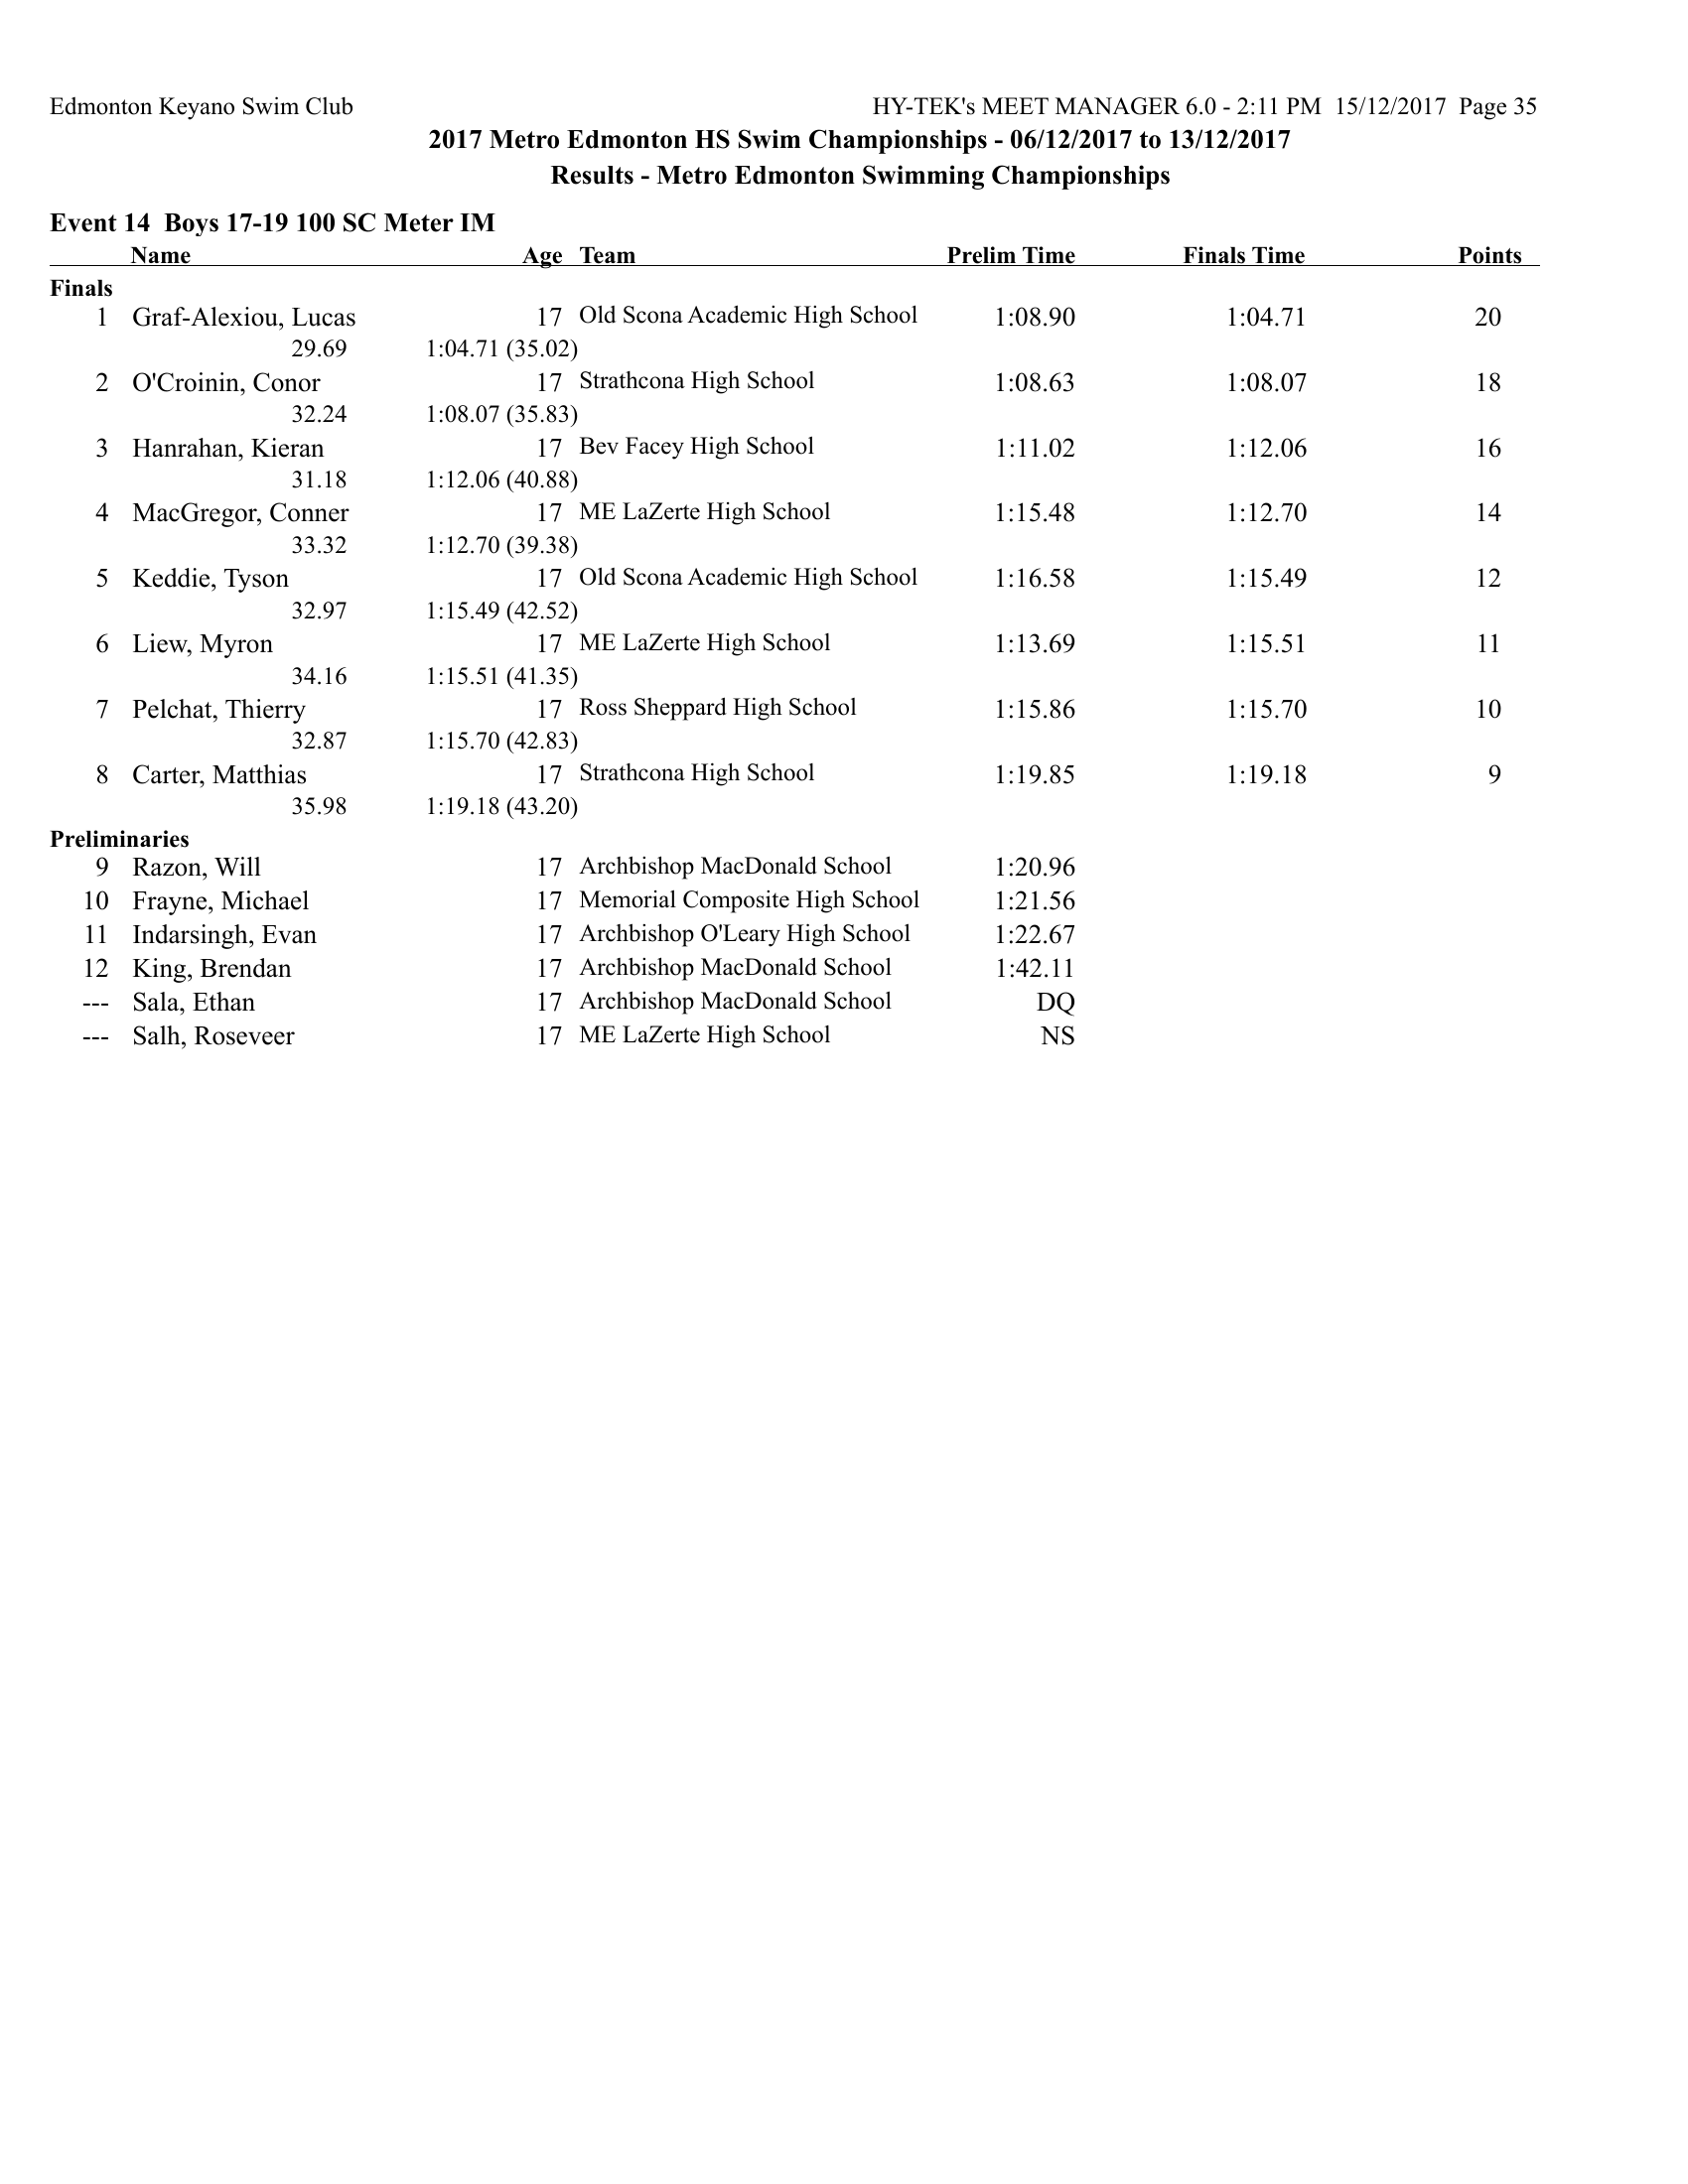 Edmonton Keyano Swim Club HY-TEK's MEET MANAGER 6.0 - 2:11 PM 15/12/2017 Page 35
2017 Metro Edmonton HS Swim Championships - 06/12/2017 to 13/12/2017
Results - Metro Edmonton Swimming Championships
Event 14 Boys 17-19 100 SC Meter IM
Name Age Team Prelim Time Finals Time Points
Finals
1 Graf-Alexiou, Lucas 17 Old Scona Academic High School 1:08.90 1:04.71 20
29.69 1:04.71 (35.02)
2 O'Croinin, Conor 17 Strathcona High School 1:08.63 1:08.07 18
32.24 1:08.07 (35.83)
3 Hanrahan, Kieran 17 Bev Facey High School 1:11.02 1:12.06 16
31.18 1:12.06 (40.88)
4 MacGregor, Conner 17 ME LaZerte High School 1:15.48 1:12.70 14
33.32 1:12.70 (39.38)
5 Keddie, Tyson 17 Old Scona Academic High School 1:16.58 1:15.49 12
32.97 1:15.49 (42.52)
6 Liew, Myron 17 ME LaZerte High School 1:13.69 1:15.51 11
34.16 1:15.51 (41.35)
7 Pelchat, Thierry 17 Ross Sheppard High School 1:15.86 1:15.70 10
32.87 1:15.70 (42.83)
8 Carter, Matthias 17 Strathcona High School 1:19.85 1:19.18 9
35.98 1:19.18 (43.20)
Preliminaries
9 Razon, Will 17 Archbishop MacDonald School 1:20.96
10 Frayne, Michael 17 Memorial Composite High School 1:21.56
11 Indarsingh, Evan 17 Archbishop O'Leary High School 1:22.67
12 King, Brendan 17 Archbishop MacDonald School 1:42.11
--- Sala, Ethan 17 Archbishop MacDonald School DQ
--- Salh, Roseveer 17 ME LaZerte High School NS